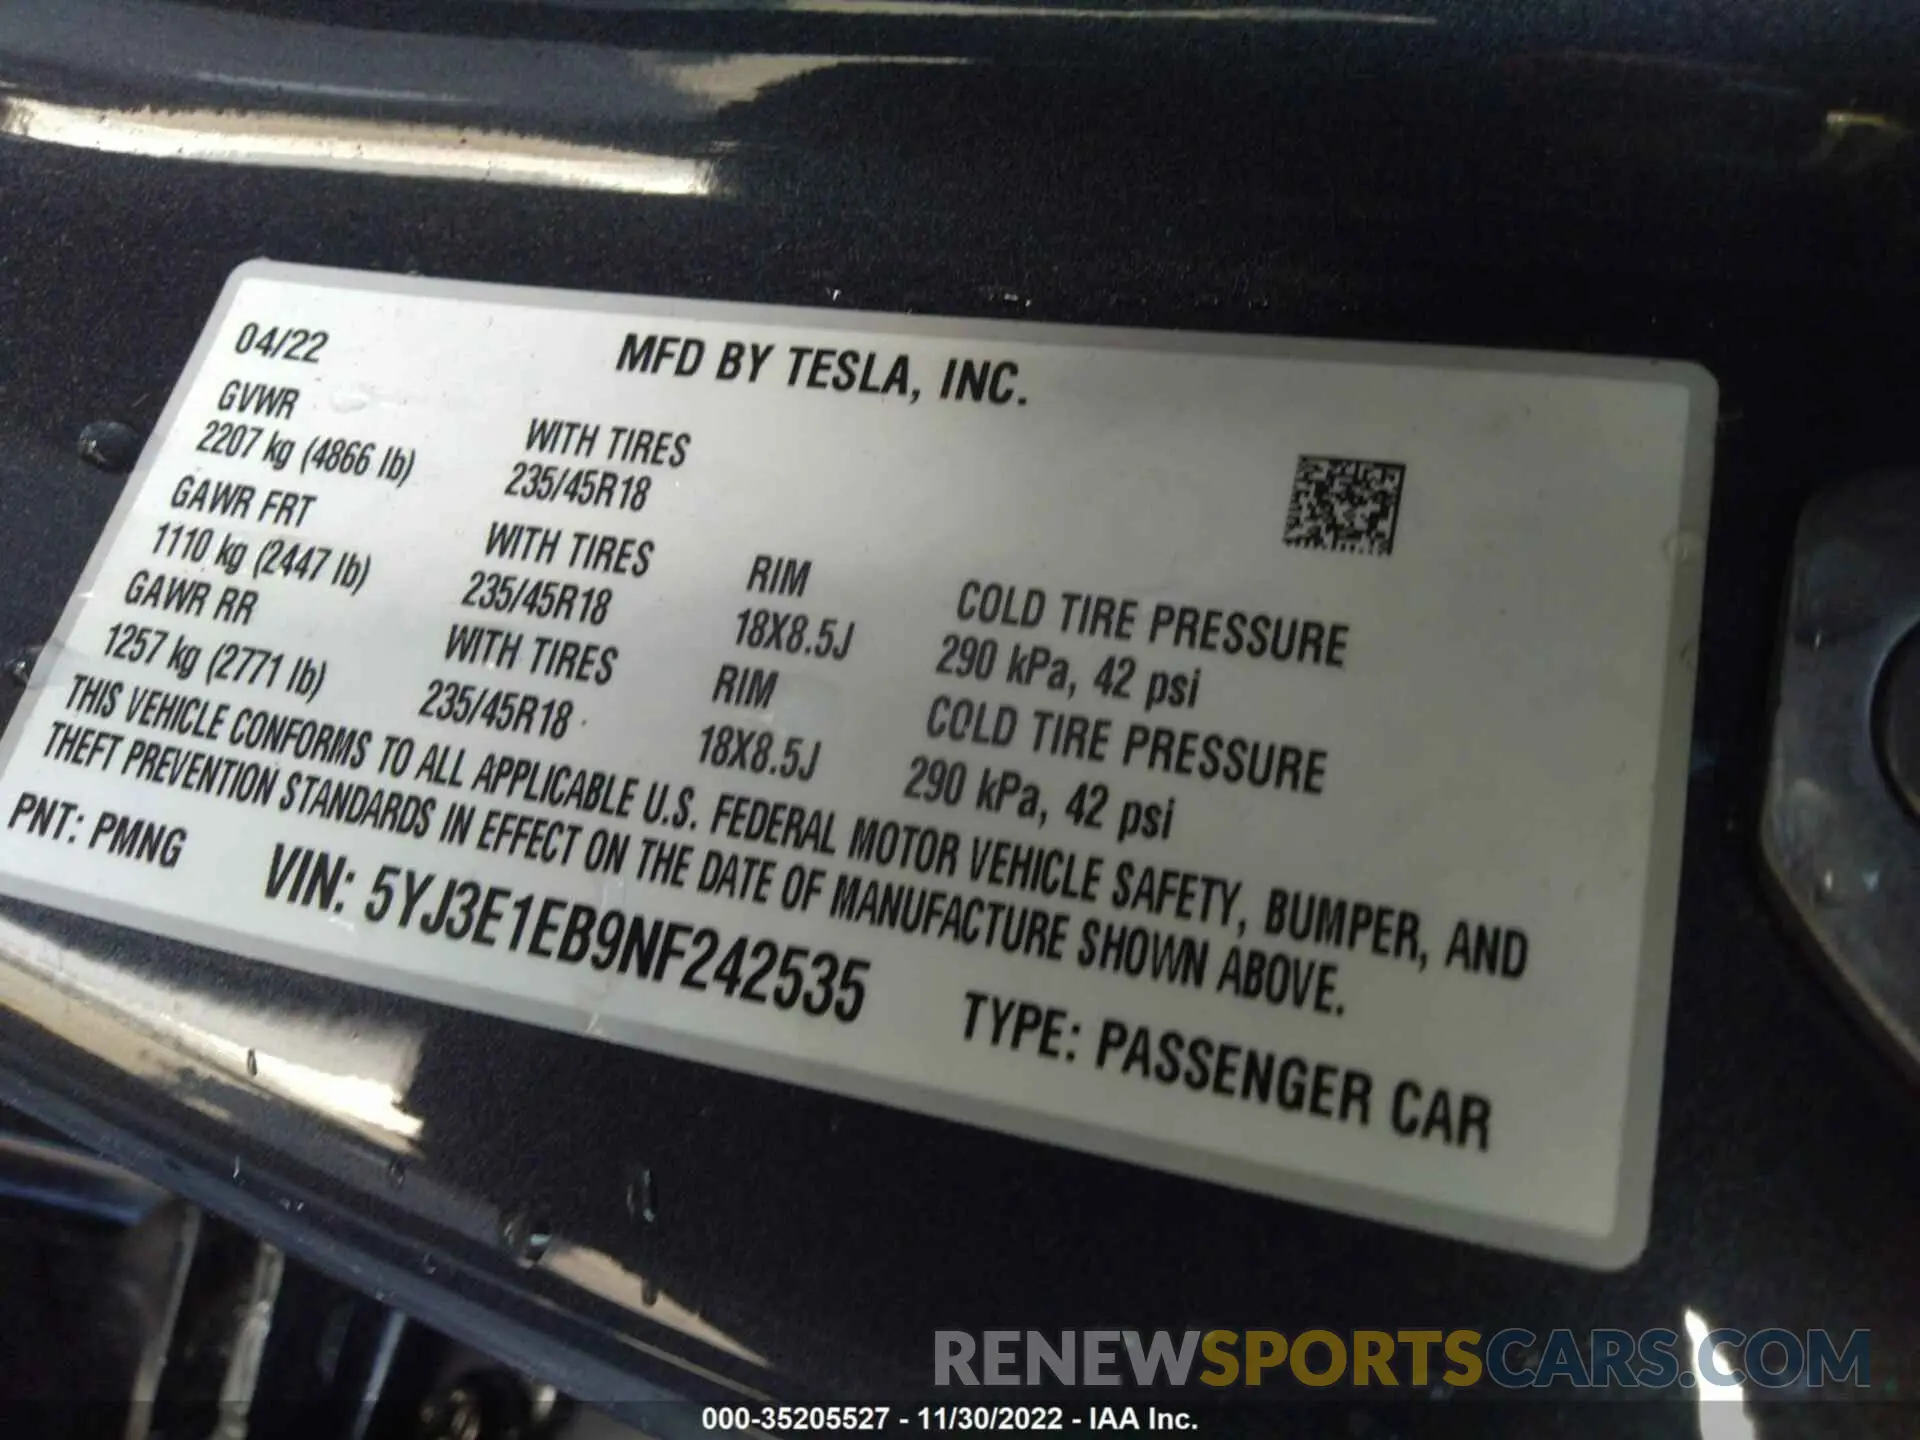 04/22
MFD BY TESLA, INC.
GVWR
2207 kg (4866 lb)
WITH TIRES
235/45R18
GAWR FRT
1110 kg (2447 lb)
WITH TIRES
235/45R18
RIM
18X8.5J
COLD TIRE PRESSURE
290 kPa, 42 psi
GAWR RR
1257 kg (2771 lb)
WITH TIRES
235/45R18
RIM
18X8.5J
COLD TIRE PRESSURE
290 kPa, 42 psi
THIS VEHICLE CONFORMS TO ALL APPLICABLE U.S. FEDERAL MOTOR VEHICLE SAFETY, BUMPER, AND
THEFT PREVENTION STANDARDS IN EFFECT ON THE DATE OF MANUFACTURE SHOWN ABOVE.
PNT: PMNG
VIN: 5YJ3E1EB9NF242535
TYPE: PASSENGER CAR
RENEWSPORTSCARS.COM
000-35205527 - 11/30/2022 - IAA Inc.